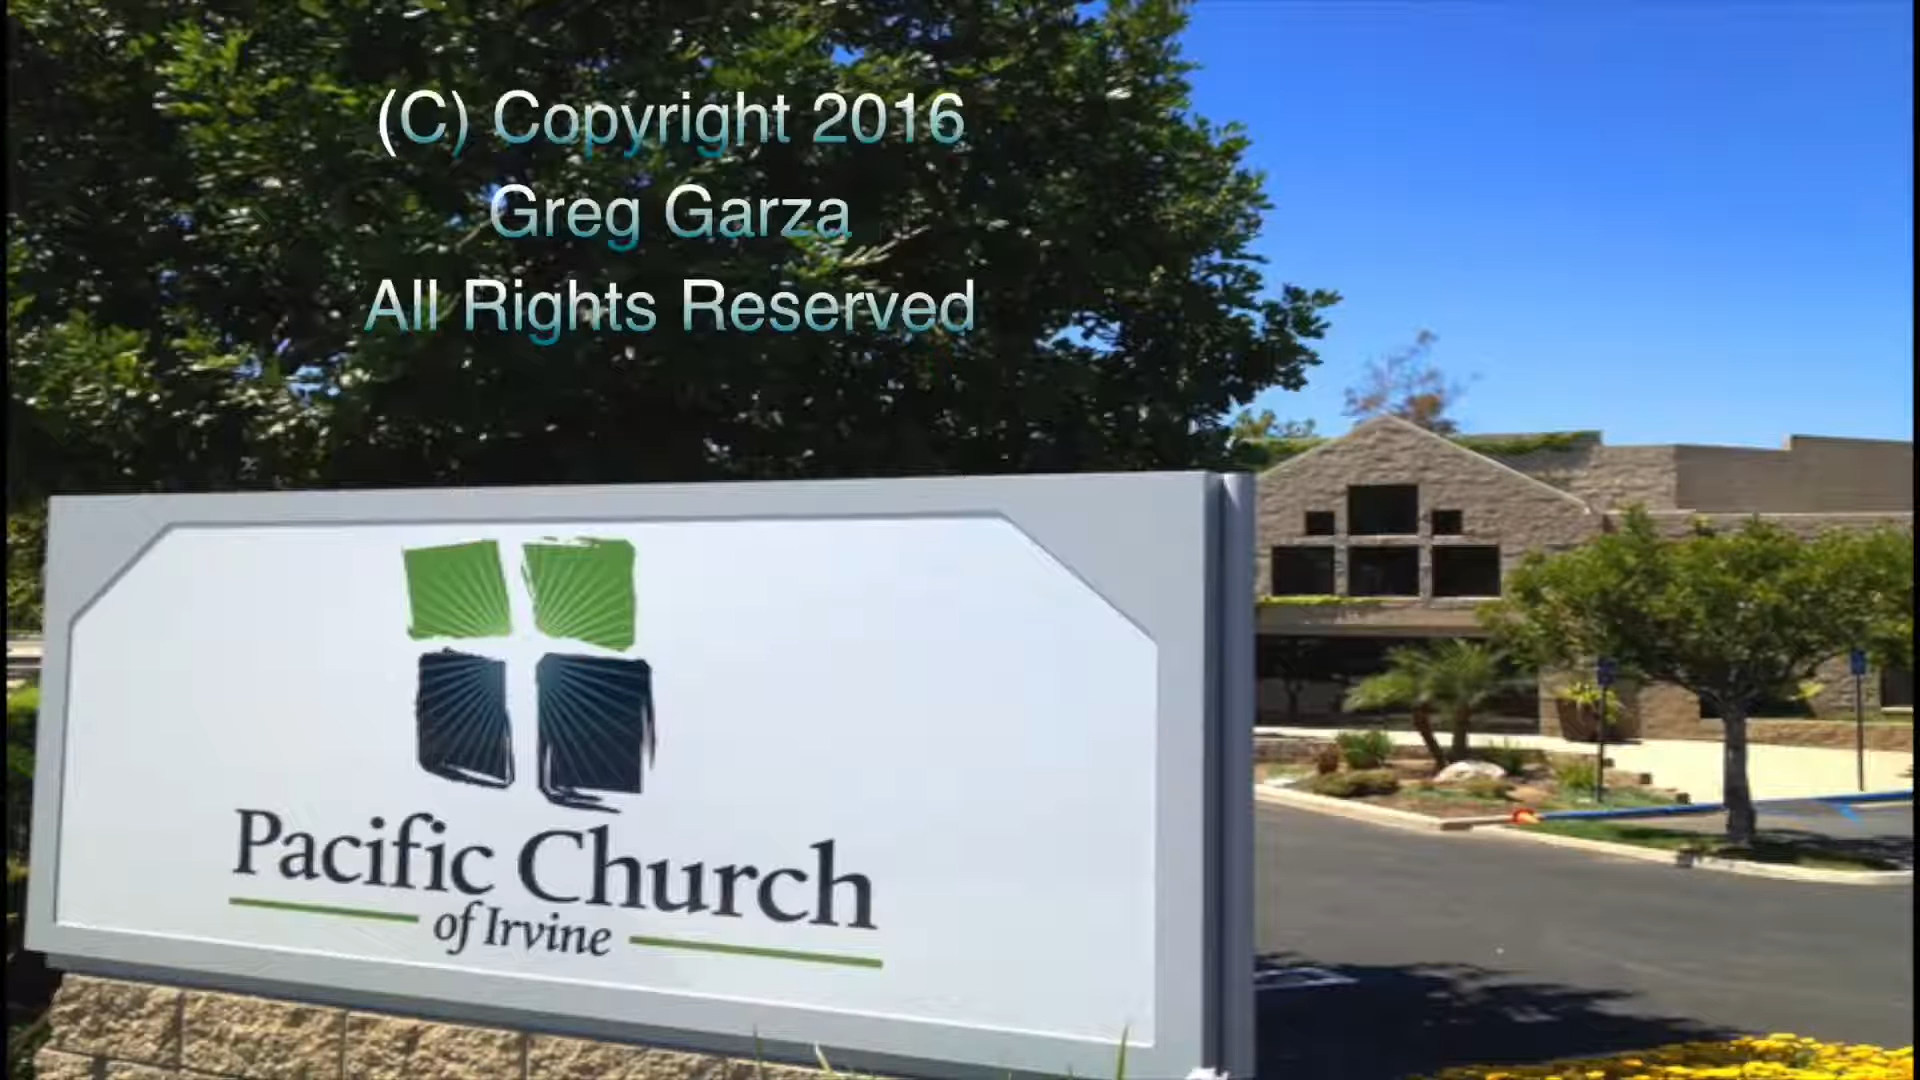 (C) Copyright 2016
Greg Garza
All Rights Reserved
Pacific Church
of Irvine